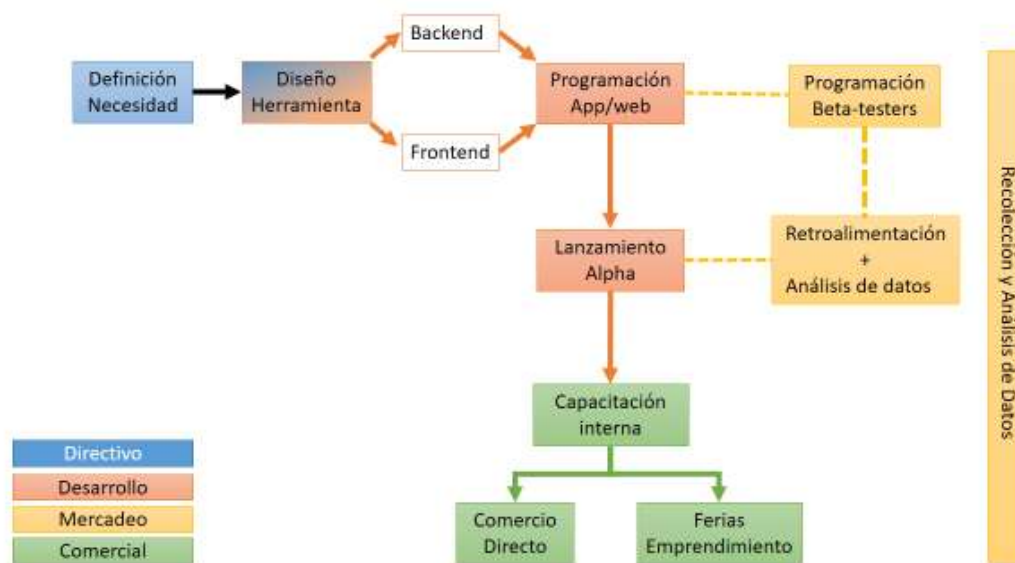 Backend
Definición
Necesidad
Diseño
Herramienta
Programación
App/web
Programación
Beta-testers
Frontend
Lanzamiento
Alpha
Retroalimentación
+
Análisis de datos
Recolección y Análisis de Datos
Capacitación
interna
Directivo
Desarrollo
Mercadeo
Comercial
Comercio
Directo
Ferias
Emprendimiento